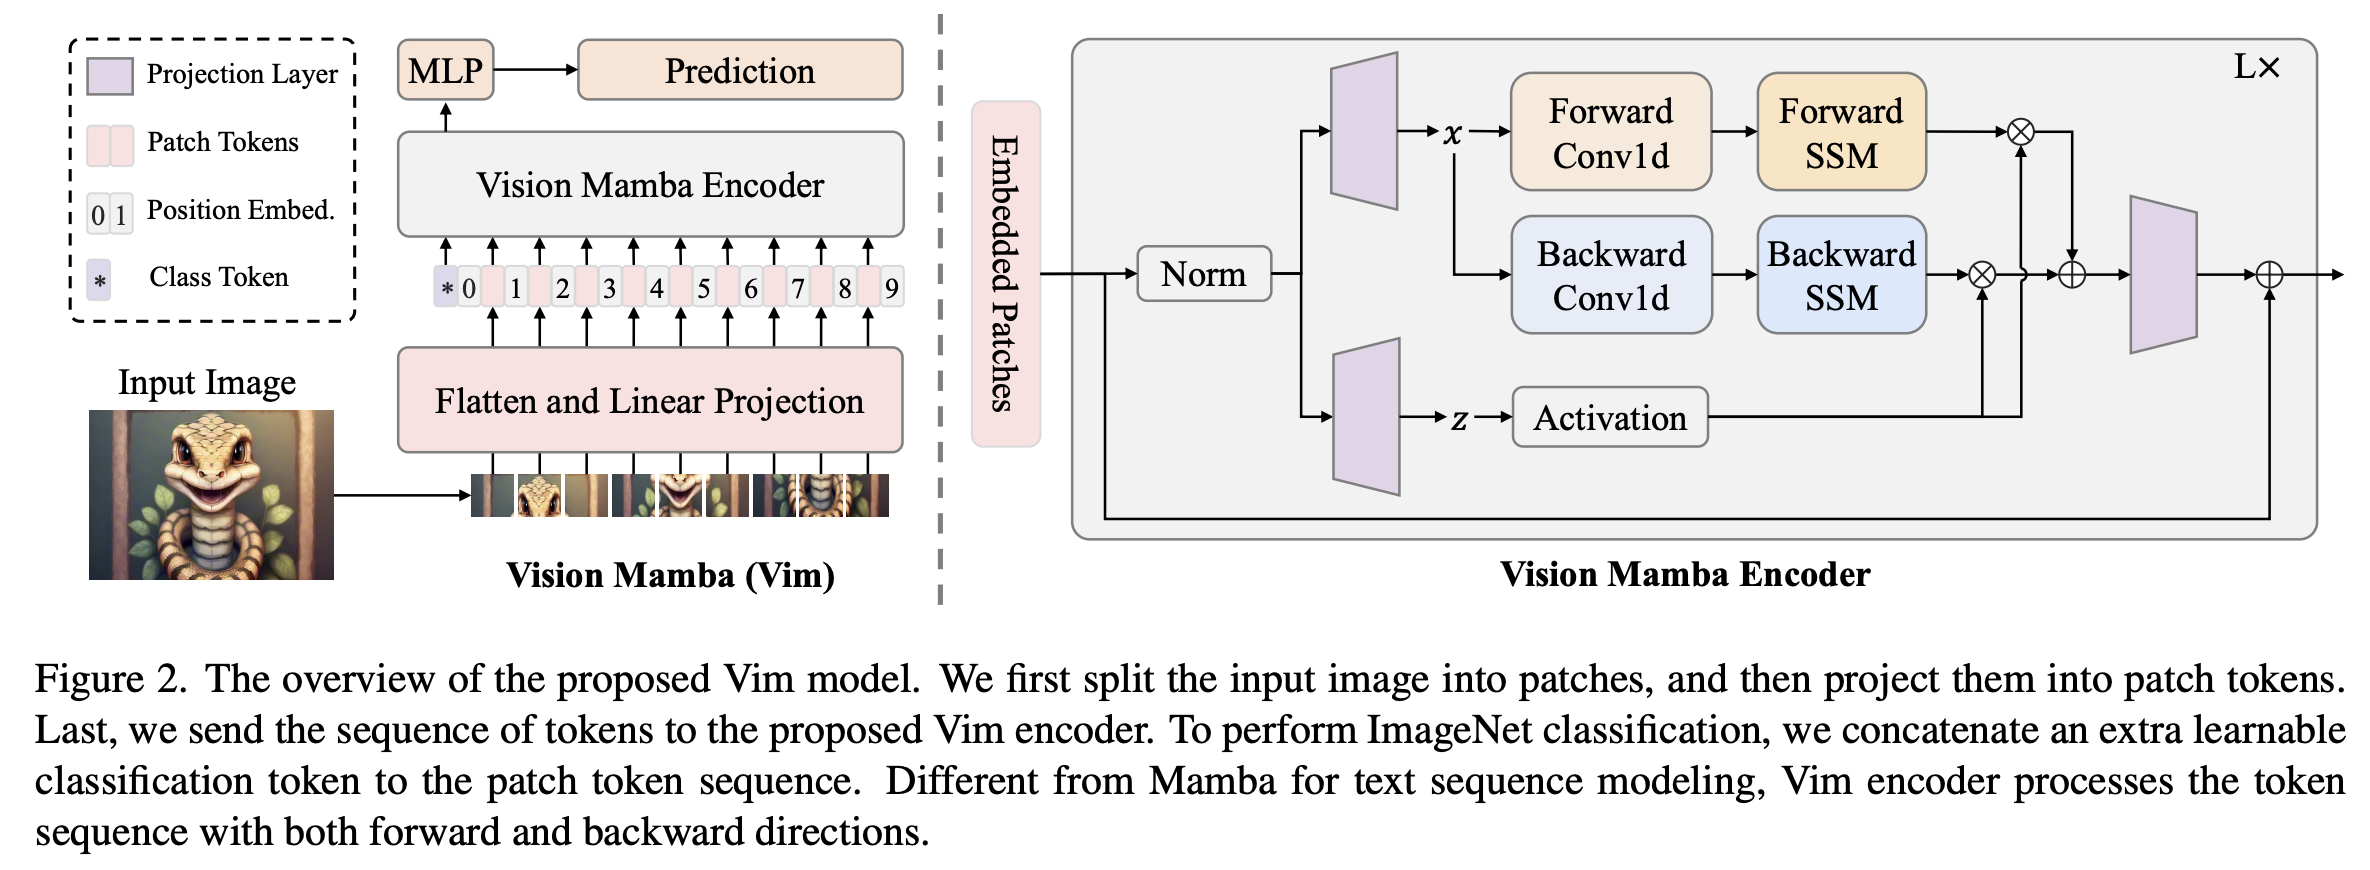 Projection Layer
Patch Tokens
0 1 Position Embed.
* Class Token
Input Image
MLP
Prediction
Vision Mamba Encoder
* 0 1 2 3 4 5 6 7 8 9
Flatten and Linear Projection
Vision Mamba (Vim)
Embedded Patches
L×
Norm
x
Forward
Conv1d
Forward
SSM
Backward
Conv1d
Backward
SSM
z
Activation
Vision Mamba Encoder
Figure 2. The overview of the proposed Vim model. We first split the input image into patches, and then project them into patch tokens.
Last, we send the sequence of tokens to the proposed Vim encoder. To perform ImageNet classification, we concatenate an extra learnable
classification token to the patch token sequence. Different from Mamba for text sequence modeling, Vim encoder processes the token
sequence with both forward and backward directions.